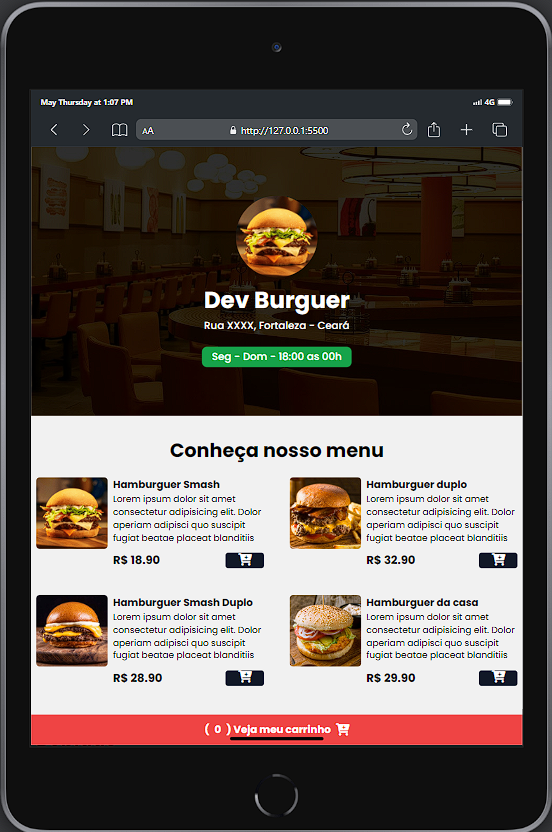 May Thursday at 1:07 PM
4G
AA
http://127.0.0.1:5500
Dev Burguer
Rua XXXX, Fortaleza - Ceará
Seg - Dom - 18:00 as 00h
Conheça nosso menu
Hamburguer Smash
Lorem ipsum dolor sit amet
consectetur adipisicing elit. Dolor
aperiam adipisci quo suscipit
fugiat beatae placeat blanditiis
R$ 18.90
Hamburguer duplo
Lorem ipsum dolor sit amet
consectetur adipisicing elit. Dolor
aperiam adipisci quo suscipit
fugiat beatae placeat blanditiis
R$ 32.90
Hamburguer Smash Duplo
Lorem ipsum dolor sit amet
consectetur adipisicing elit. Dolor
aperiam adipisci quo suscipit
fugiat beatae placeat blanditiis
R$ 28.90
Hamburguer da casa
Lorem ipsum dolor sit amet
consectetur adipisicing elit. Dolor
aperiam adipisci quo suscipit
fugiat beatae placeat blanditiis
R$ 29.90
( 0 ) Veja meu carrinho